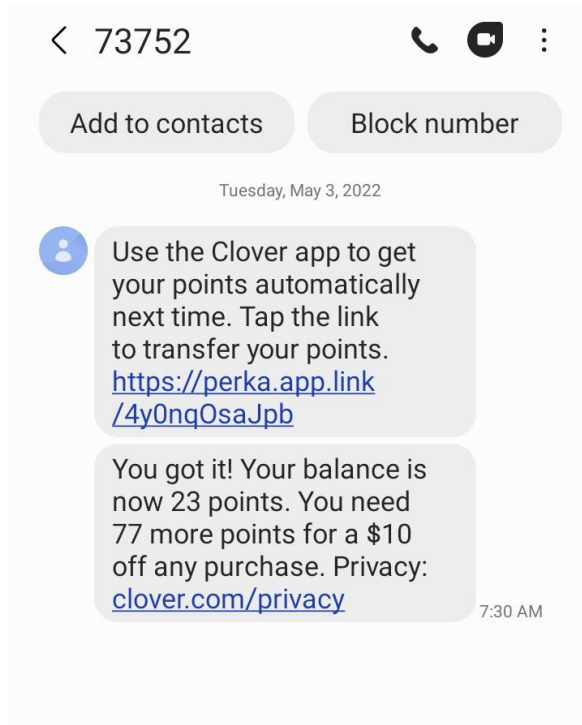 73752
Add to contacts
Block number
Tuesday, May 3, 2022
Use the Clover app to get
your points automatically
next time. Tap the link
to transfer your points.
https://perka.app.link
/4y0nqOsaJpb
You got it! Your balance is
now 23 points. You need
77 more points for a $10
off any purchase. Privacy:
clover.com/privacy
7:30 AM